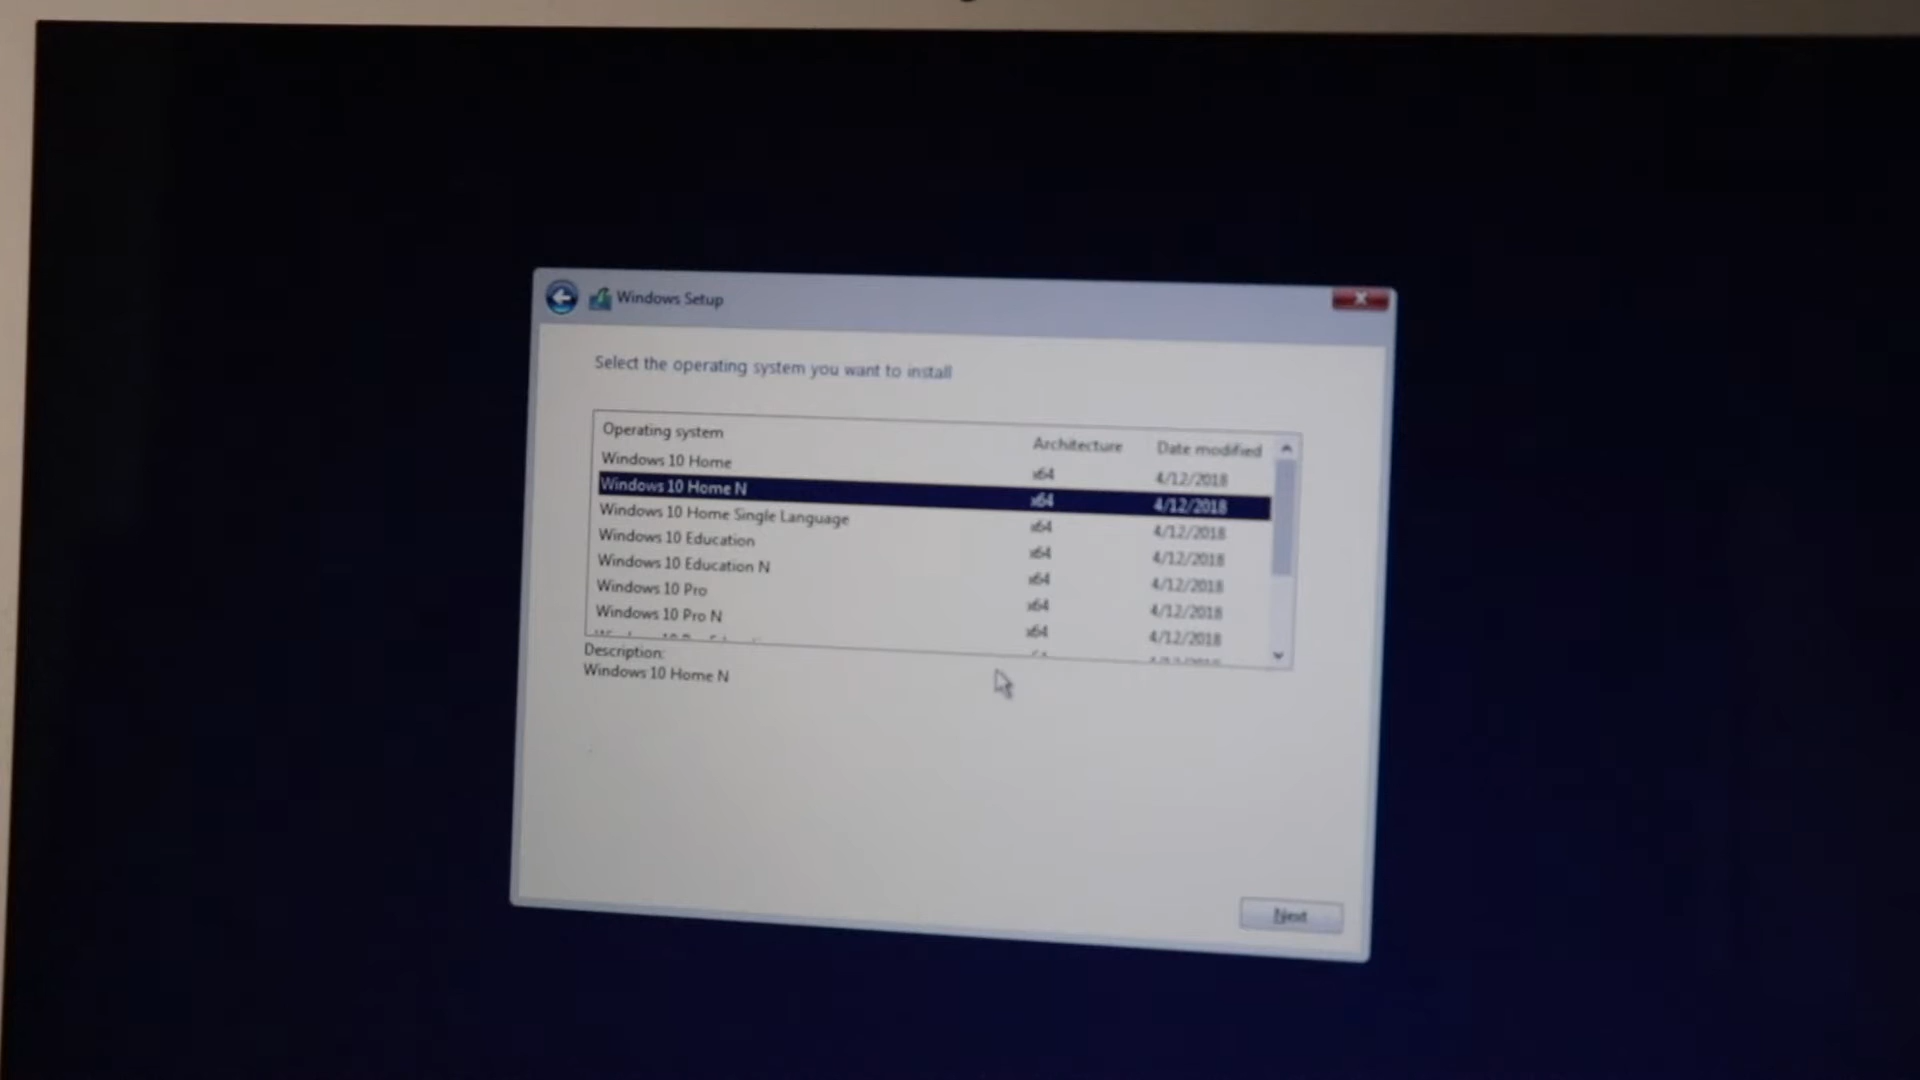 Windows Setup
Select the operating system you want to install
Operating system Architecture Date modified
Windows 10 Home x64 4/12/2018
Windows 10 Home N x64 4/12/2018
Windows 10 Home Single Language x64 4/12/2018
Windows 10 Education x64 4/12/2018
Windows 10 Education N x64 4/12/2018
Windows 10 Pro x64 4/12/2018
Windows 10 Pro N x64 4/12/2018
Description:
Windows 10 Home N
Next